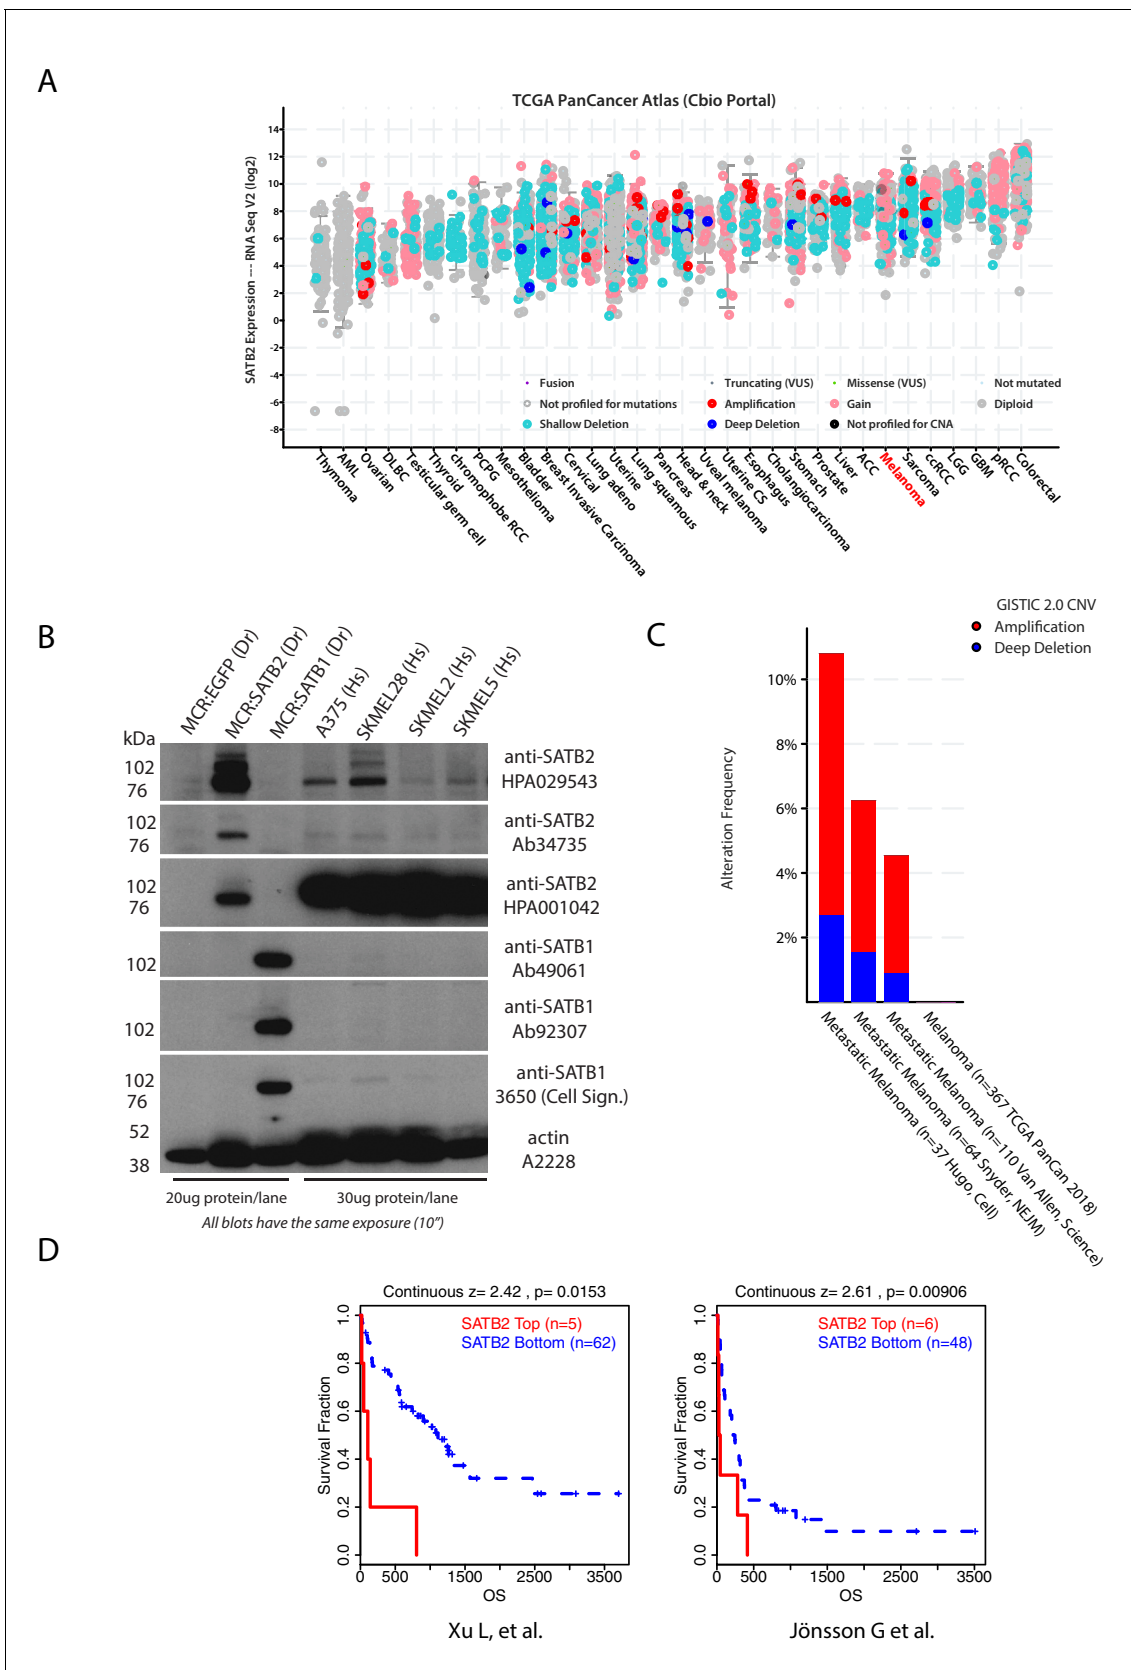 A
TCGA PanCancer Atlas (Cbio Portal)
SATB2 Expression --- RNA Seq V2 (log2)
14
12
10
8
6
4
2
0
-2
-4
-6
-8
Fusion
Truncating (VUS)
Missense (VUS)
Not mutated
Not profiled for mutations
Amplification
Gain
Diploid
Shallow Deletion
Deep Deletion
Not profiled for CNA
Thymoma
AML
Ovarian
DLBC
Testicular germ cell
Thyroid
chromophobe RCC
PCPG
Mesothelioma
Bladder
Breast Invasive Carcinoma
Cervical
Lung adeno
Uterine
Lung squamous
Pancreas
Head & neck
Uveal melanoma
Uterine CS
Esophagus
Cholangiocarcinoma
Stomach
Prostate
Liver
ACC
Melanoma
Sarcoma
ccRCC
LGG
GBM
pRCC
Colorectal
B
MCR:EGFP (Dr)
MCR:SATB2 (Dr)
MCR:SATB1 (Dr)
A375 (Hs)
SKMEL28 (Hs)
SKMEL2 (Hs)
SKMEL5 (Hs)
kDa
102
76
anti-SATB2
HPA029543
102
76
anti-SATB2
Ab34735
102
76
anti-SATB2
HPA001042
102
anti-SATB1
Ab49061
102
anti-SATB1
Ab92307
102
76
anti-SATB1
3650 (Cell Sign.)
52
38
actin
A2228
20ug protein/lane
30ug protein/lane
All blots have the same exposure (10”)
C
GISTIC 2.0 CNV
Amplification
Deep Deletion
Alteration Frequency
10%
8%
6%
4%
2%
Metastatic Melanoma (n=37 Hugo, Cell)
Metastatic Melanoma (n=64 Snyder, NEJM)
Metastatic Melanoma (n=110 Van Allen, Science)
Melanoma (n=367 TCGA PanCan 2018)
D
Continuous z= 2.42 , p= 0.0153
SATB2 Top (n=5)
SATB2 Bottom (n=62)
Survival Fraction
1.0
0.8
0.6
0.4
0.2
0.0
0
500
1500
2500
3500
OS
Xu L, et al.
Continuous z= 2.61 , p= 0.00906
SATB2 Top (n=6)
SATB2 Bottom (n=48)
Survival Fraction
1.0
0.8
0.6
0.4
0.2
0.0
0
500
1500
2500
3500
OS
Jönsson G et al.